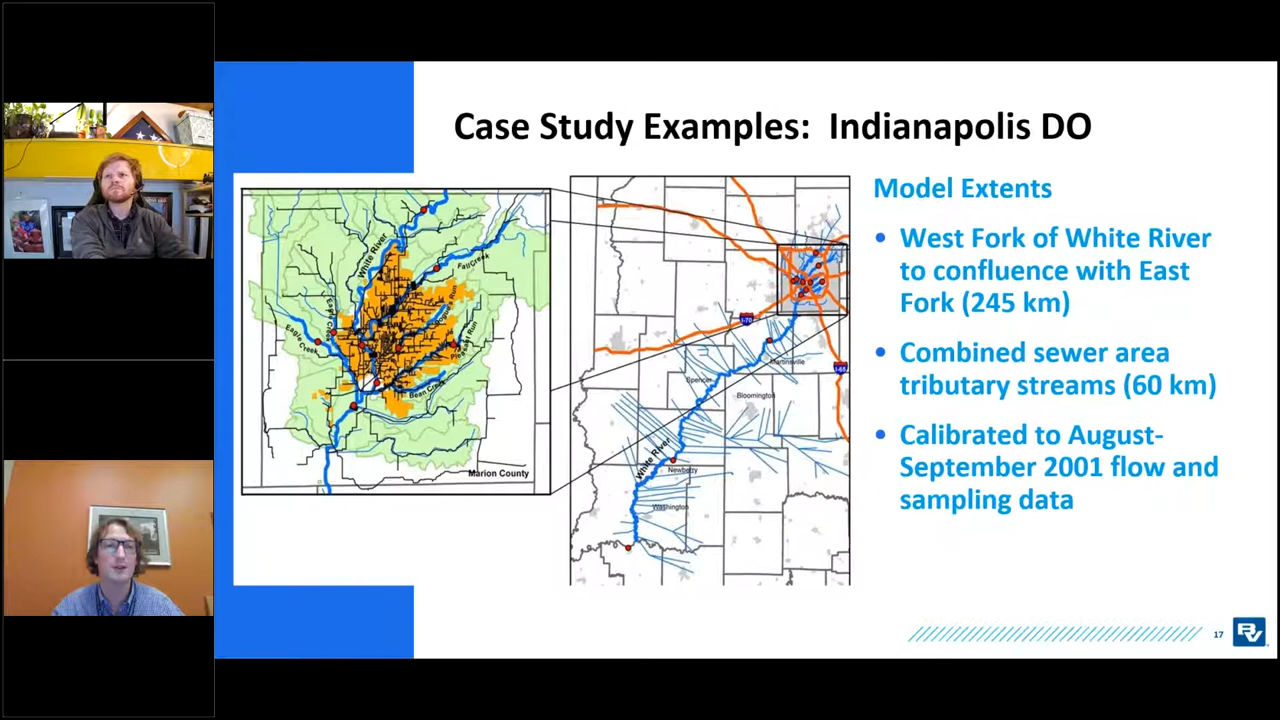 Case Study Examples: Indianapolis DO
Model Extents
• West Fork of White River
to confluence with East
Fork (245 km)
• Combined sewer area
tributary streams (60 km)
• Calibrated to August-
September 2001 flow and
sampling data
White River
Fall Creek
Eagle Creek
Pleasant Run
Bean Creek
Marion County
I-70
I-65
Martinsville
Spencer
Bloomington
White River
Newberry
Washington
17
BV